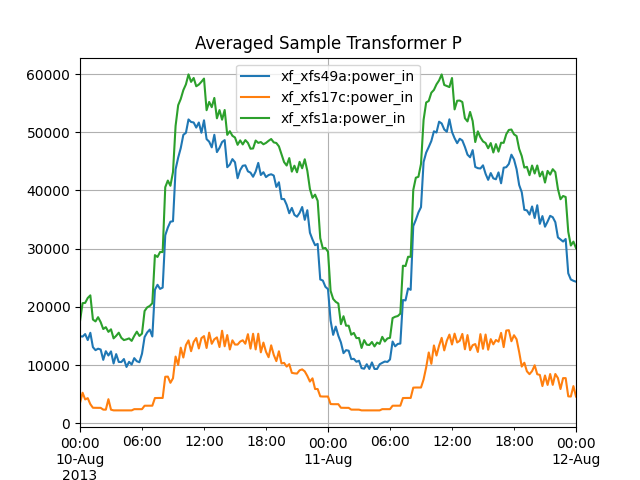 Averaged Sample Transformer P
xf_xfs49a:power_in
xf_xfs17c:power_in
xf_xfs1a:power_in
60000
50000
40000
30000
20000
10000
0
00:00 06:00 12:00 18:00 00:00 06:00 12:00 18:00 00:00
10-Aug 11-Aug 12-Aug
2013